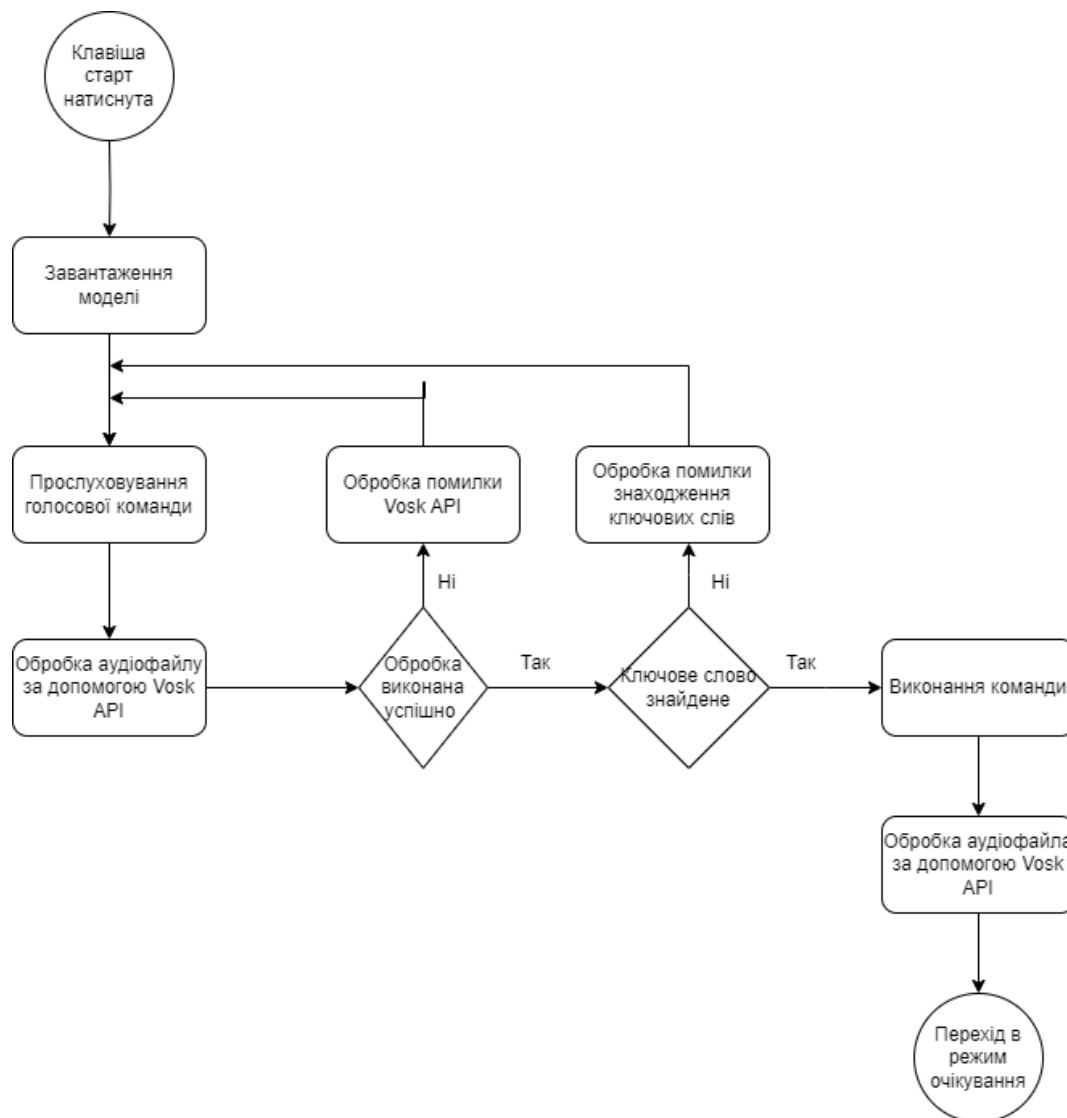 Клавіша
старт
натиснута
Завантаження
моделі
Прослуховування
голосової команди
Обробка помилки
Vosk API
Обробка помилки
знаходження
ключових слів
Ні
Ні
Обробка аудіофайлу
за допомогою Vosk
API
Обробка
виконана
успішно
Так
Ключове слово
знайдене
Так
Виконання команди
Обробка аудіофайла
за допомогою Vosk
API
Перехід в
режим
очікування